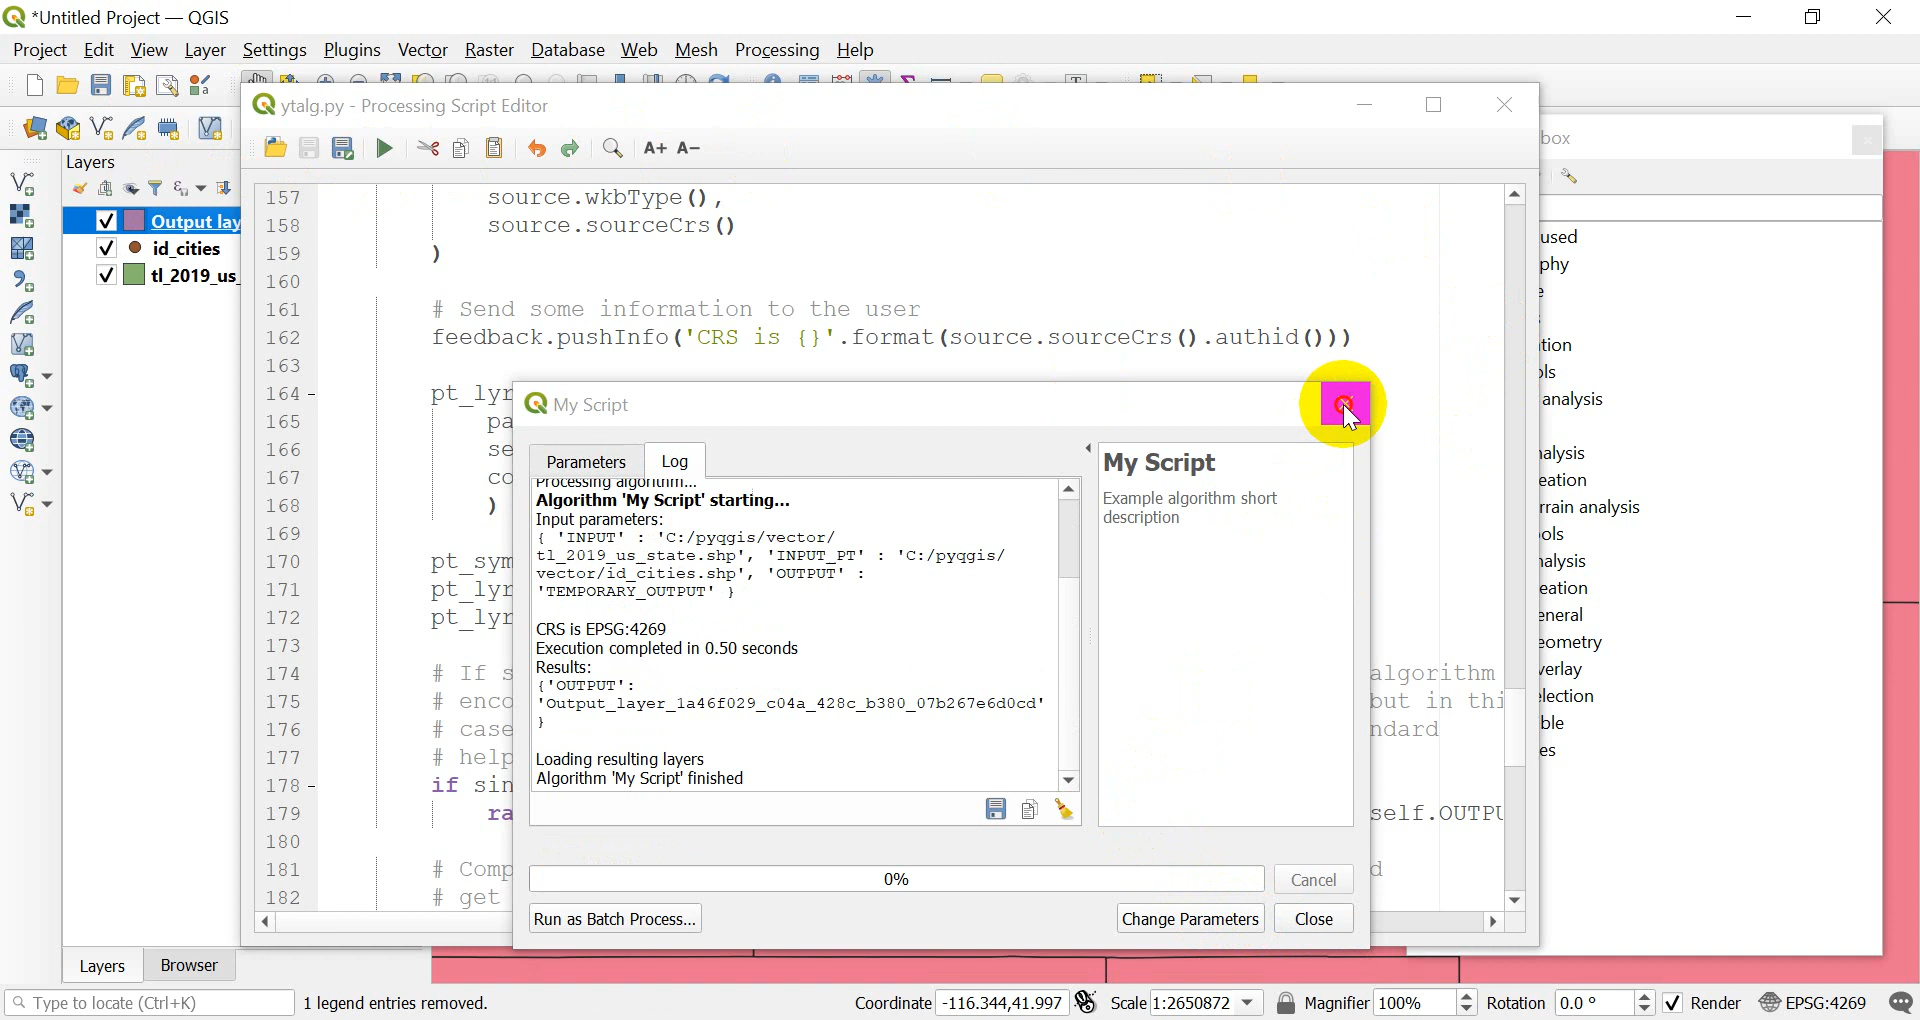 *Untitled Project — QGIS
Project Edit View Layer Settings Plugins Vector Raster Database Web Mesh Processing Help
ytalg.py - Processing Script Editor
box
A+ A-
Layers
Output lay
id_cities
tl_2019_us_
157 source.wkbType(),
158 source.sourceCrs()
159 )
160
161 # Send some information to the user
162 feedback.pushInfo('CRS is {}'.format(source.sourceCrs().authid()))
163
164 - pt_lyr
165 pa
166 se
167 co
168 )
169
170 pt_sym
171 pt_lyr
172 pt_lyr
173
174 # If s algorithm
175 # enco but in thi
176 # case ndard
177 # help
178 - if sin
179 ra self.OUTPU
180
181 # Comp d
182 # get
My Script
Parameters Log
Processing algorithm...
Algorithm 'My Script' starting...
Input parameters:
{ 'INPUT' : 'C:/pyqgis/vector/
tl_2019_us_state.shp', 'INPUT_PT' : 'C:/pyqgis/
vector/id_cities.shp', 'OUTPUT' :
'TEMPORARY_OUTPUT' }
CRS is EPSG:4269
Execution completed in 0.50 seconds
Results:
{'OUTPUT':
'Output_layer_1a46f029_c04a_428c_b380_07b267e6d0cd'
}
Loading resulting layers
Algorithm 'My Script' finished
My Script
Example algorithm short
description
0% Cancel
Run as Batch Process... Change Parameters Close
used
phy
e
tion
ls
analysis
nalysis
eation
rrain analysis
ols
nalysis
eation
eneral
eometry
verlay
election
ble
es
Layers Browser
Type to locate (Ctrl+K) 1 legend entries removed. Coordinate -116.344,41.997 Scale 1:2650872 Magnifier 100% Rotation 0.0 ° Render EPSG:4269